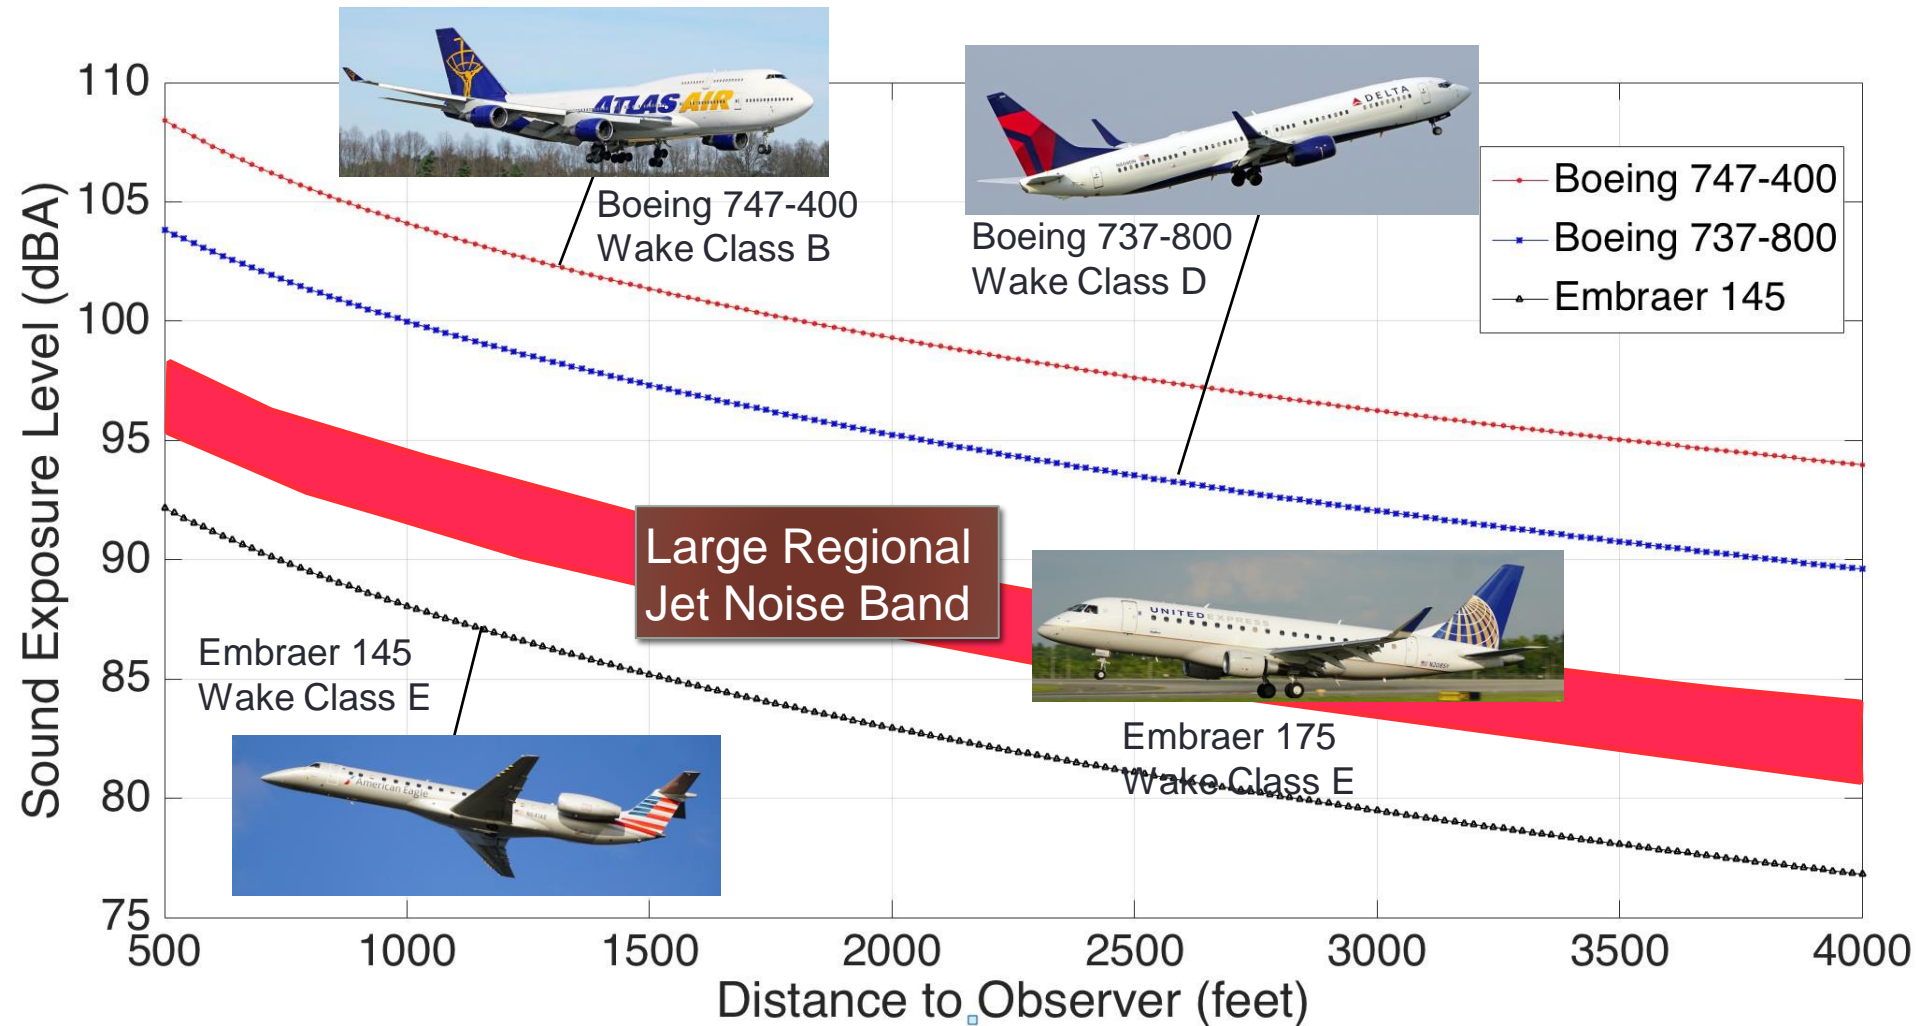 110
105
100
95
90
85
80
75
500
1000
1500
2000
2500
3000
3500
4000
Sound Exposure Level (dBA)
Distance to Observer (feet)
ATLAS AIR
Boeing 747-400
Wake Class B
DELTA
Boeing 737-800
Wake Class D
Boeing 747-400
Boeing 737-800
Embraer 145
Large Regional
Jet Noise Band
UNITED EXPRESS
Embraer 175
Wake Class E
Embraer 145
Wake Class E
American Eagle